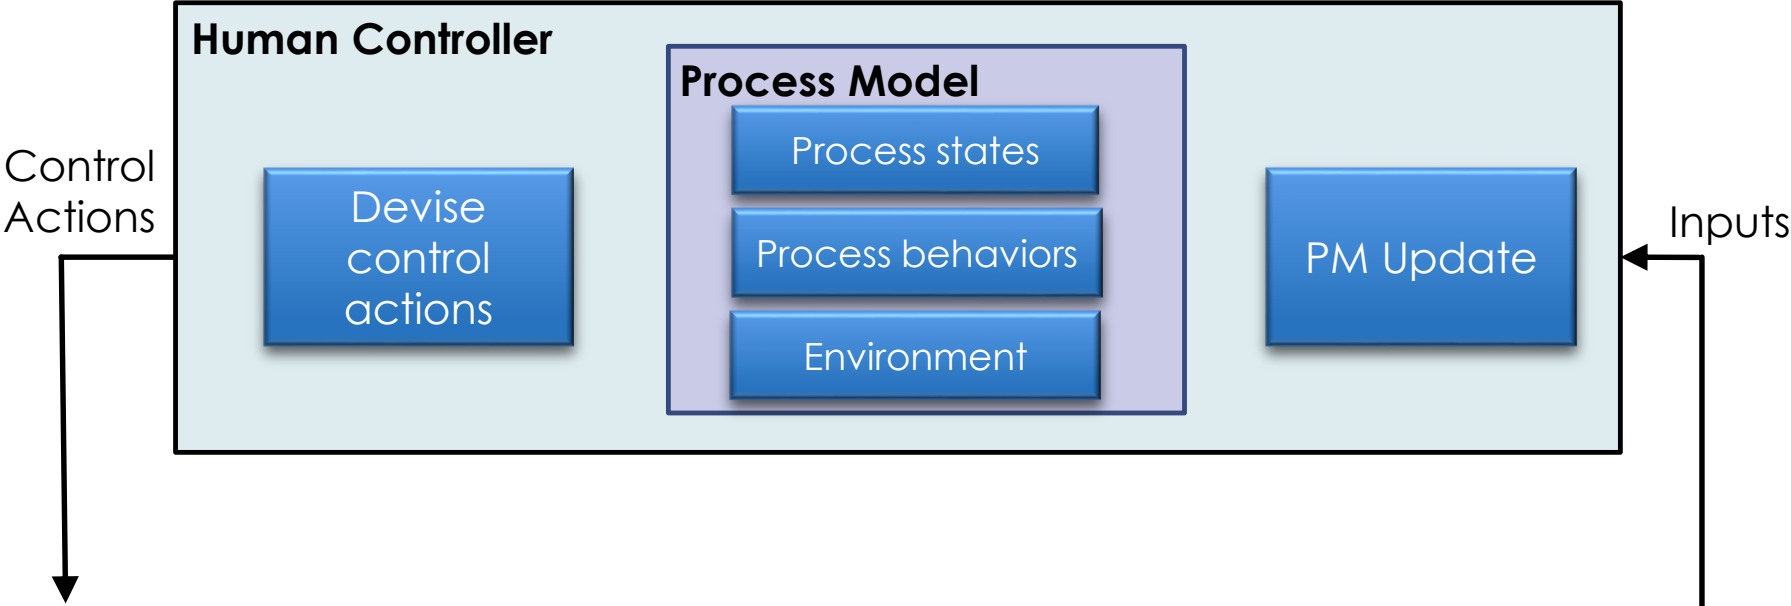 Human Controller
Process Model
Process states
Control
Actions
Devise
control
actions
Process behaviors
PM Update
Inputs
Environment